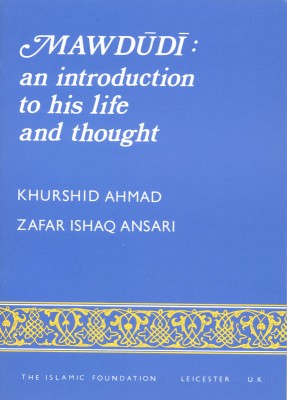 MAWDŪDĪ:
an introduction
to his life
and thought
KHURSHID AHMAD
ZAFAR ISHAQ ANSARI
THE ISLAMIC FOUNDATION LEICESTER U.K.